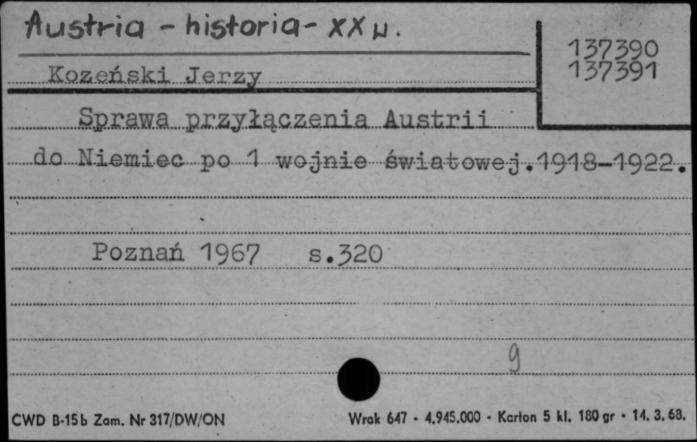 Austria - historia - XX w.
137390
137391
Kozeński Jerzy
Sprawa przyłączenia Austrii
do Niemiec po 1 wojnie światowej.1918-1922.
Poznań 1967 s.320
9
CWD B-15b Zam. Nr 317/DW/ON
Wrak 647 - 4.945.000 - Karton 5 kl. 180 gr - 14. 3. 68.